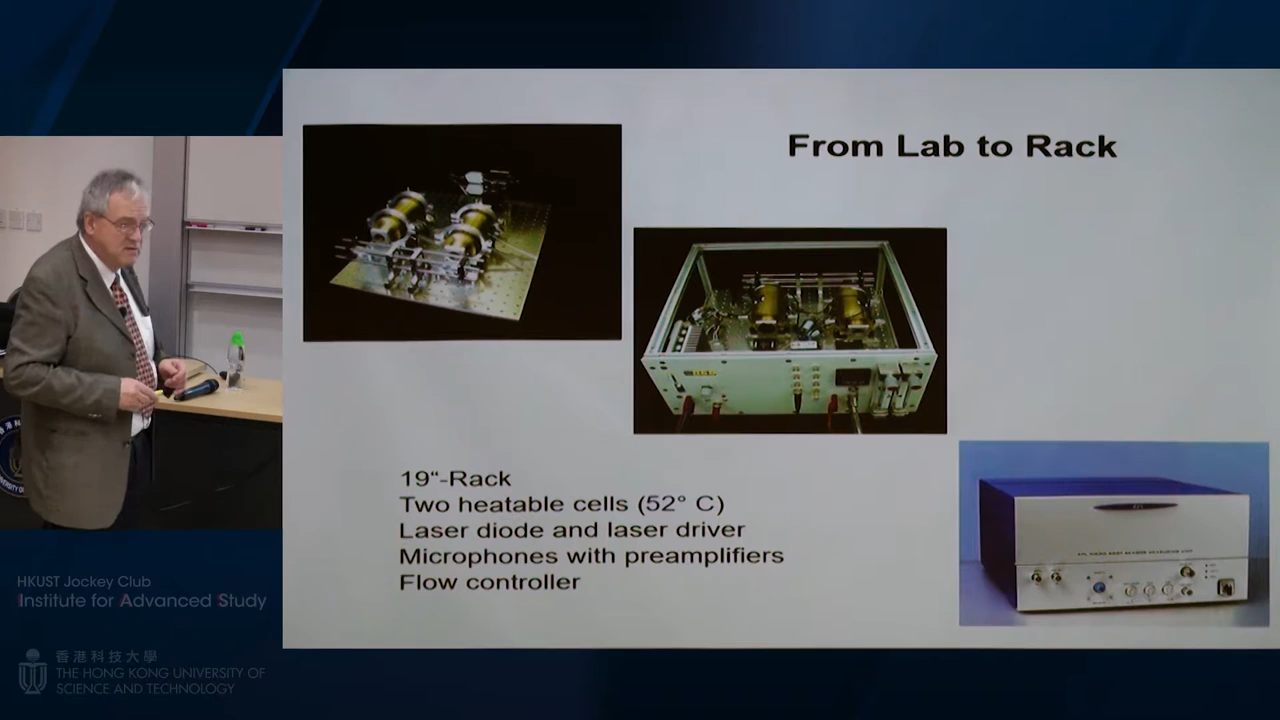 From Lab to Rack
19“-Rack
Two heatable cells (52° C)
Laser diode and laser driver
Microphones with preamplifiers
Flow controller
HKUST Jockey Club
Institute for Advanced Study
香港科技大學
THE HONG KONG UNIVERSITY OF
SCIENCE AND TECHNOLOGY